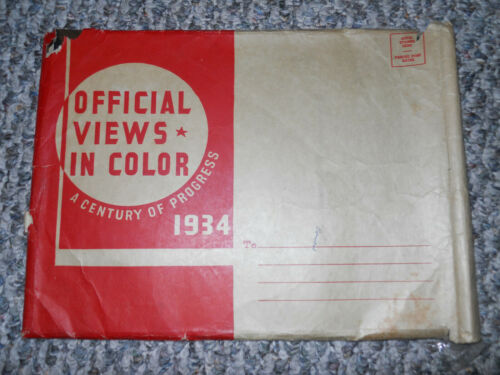 OFFICIAL
VIEWS ★
IN COLOR
A CENTURY OF PROGRESS
1934
To